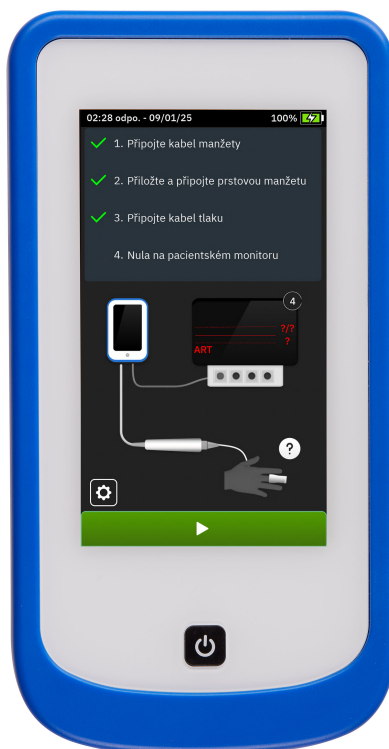 02:28 odpo. - 09/01/25 100%
1. Připojte kabel manžety
2. Přiložte a připojte prstovou manžetu
3. Připojte kabel tlaku
4. Nula na pacientském monitoru
4
?/?
?
ART
?